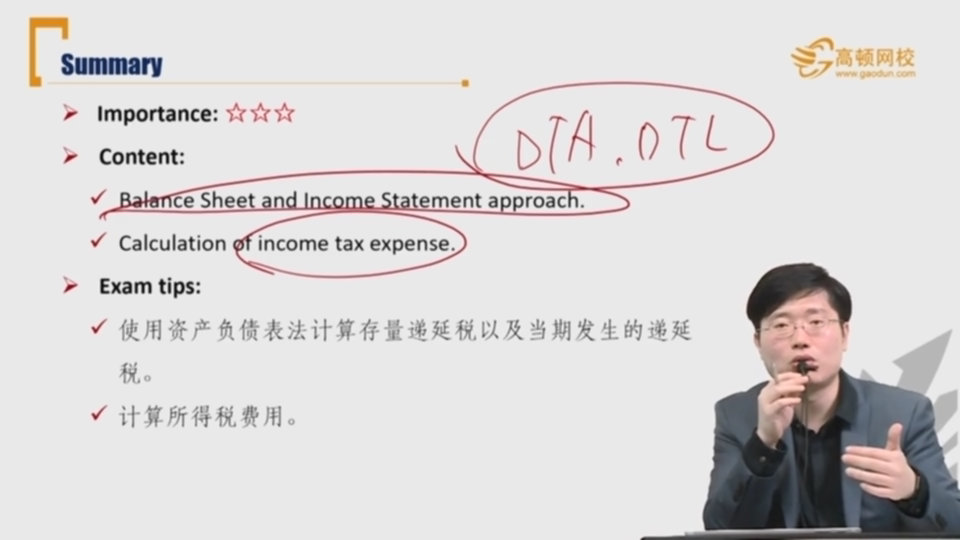 Summary
高顿网校
www.gaodun.com
Importance: ☆☆☆
DTA.DTL
Content:
Balance Sheet and Income Statement approach.
Calculation of income tax expense.
Exam tips:
使用资产负债表法计算存量递延税以及当期发生的递延
税。
计算所得税费用。